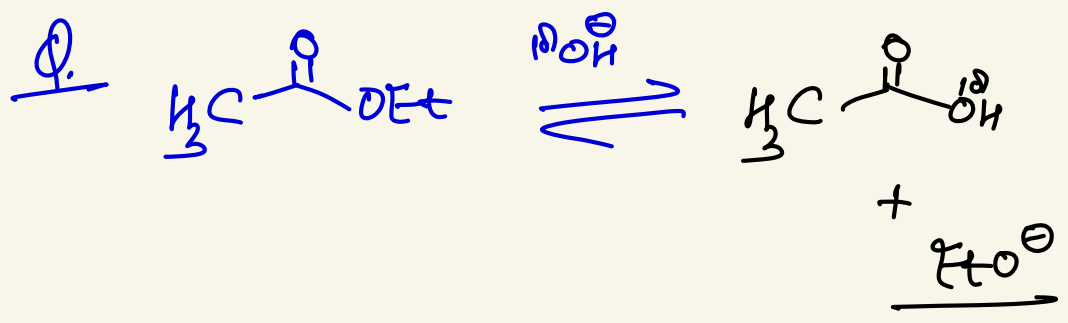 Q.
H3C O OEt
18OH⊖
H3C O 18OH
+
EtO⊖